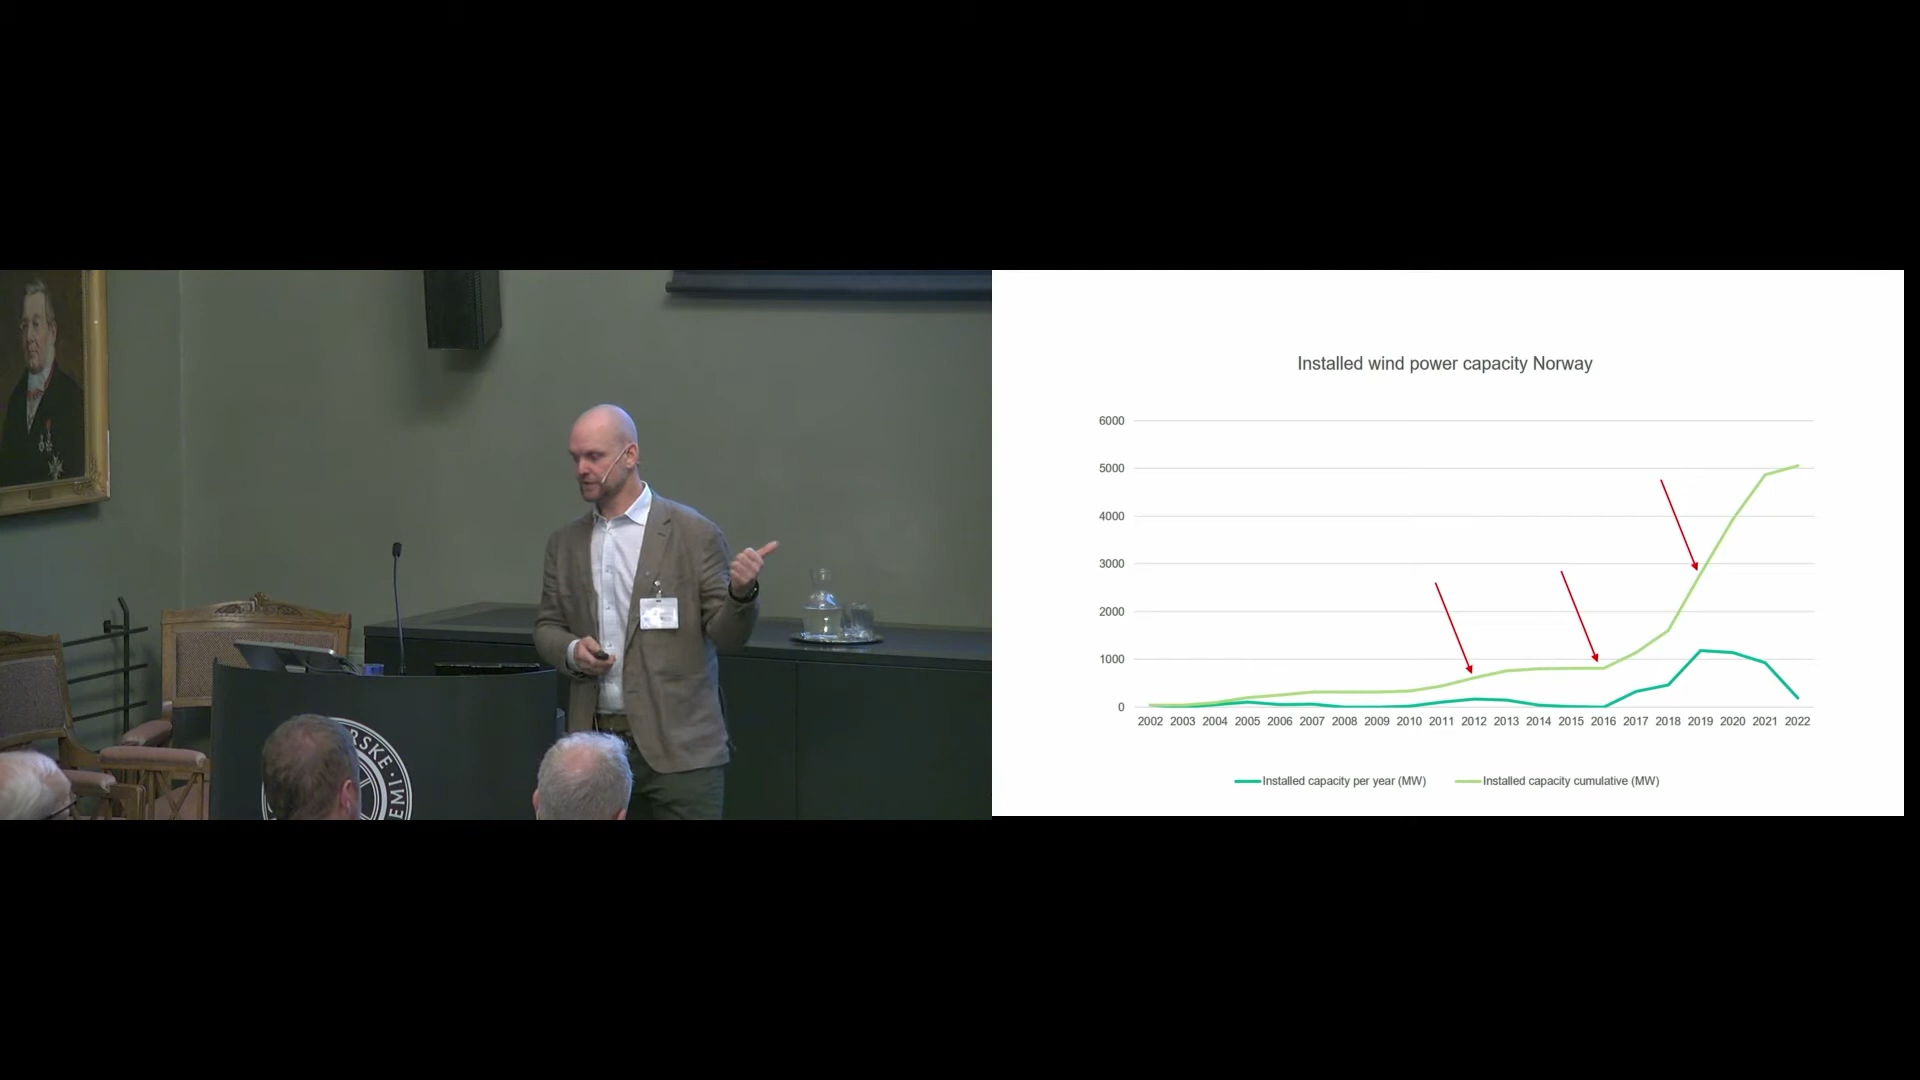 RSKE · IMEN
Installed wind power capacity Norway
6000
5000
4000
3000
2000
1000
0
2002 2003 2004 2005 2006 2007 2008 2009 2010 2011 2012 2013 2014 2015 2016 2017 2018 2019 2020 2021 2022
Installed capacity per year (MW) Installed capacity cumulative (MW)